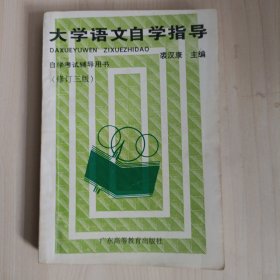 大学语文自学指导
DAXUEYUWEN ZIXUEZHIDAO
裘汉康 主编
自学考试辅导用书
(修订三版)
广东高等教育出版社